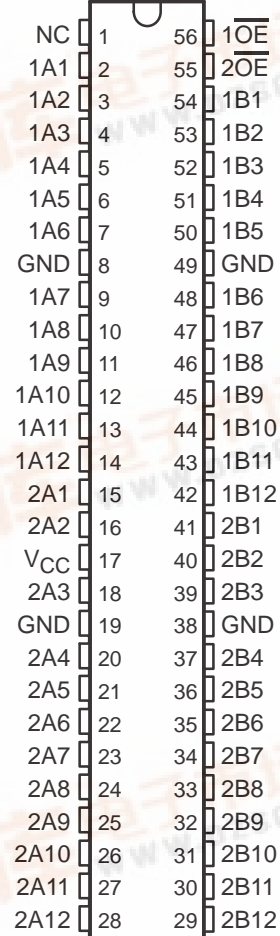 NC 1 56 1O̅E̅
1A1 2 55 2O̅E̅
1A2 3 54 1B1
1A3 4 53 1B2
1A4 5 52 1B3
1A5 6 51 1B4
1A6 7 50 1B5
GND 8 49 GND
1A7 9 48 1B6
1A8 10 47 1B7
1A9 11 46 1B8
1A10 12 45 1B9
1A11 13 44 1B10
1A12 14 43 1B11
2A1 15 42 1B12
2A2 16 41 2B1
VCC 17 40 2B2
2A3 18 39 2B3
GND 19 38 GND
2A4 20 37 2B4
2A5 21 36 2B5
2A6 22 35 2B6
2A7 23 34 2B7
2A8 24 33 2B8
2A9 25 32 2B9
2A10 26 31 2B10
2A11 27 30 2B11
2A12 28 29 2B12